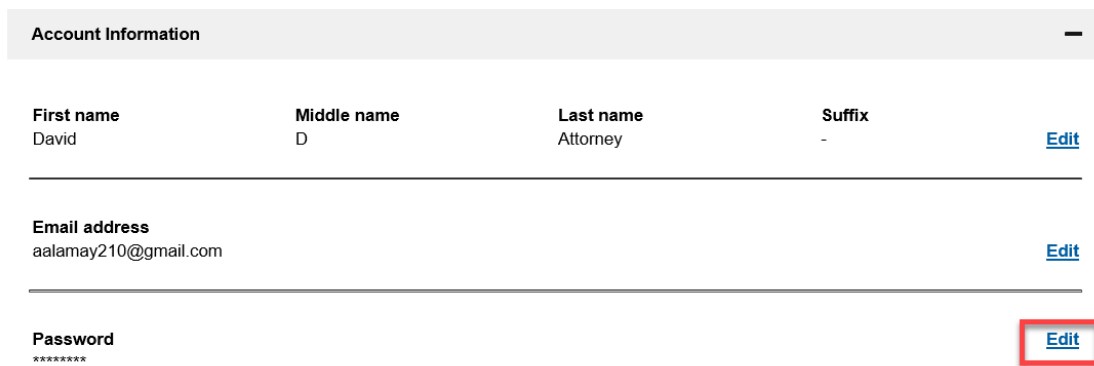 Account Information
First name Middle name Last name Suffix
David D Attorney - Edit
Email address
aalamay210@gmail.com Edit
Password Edit
********